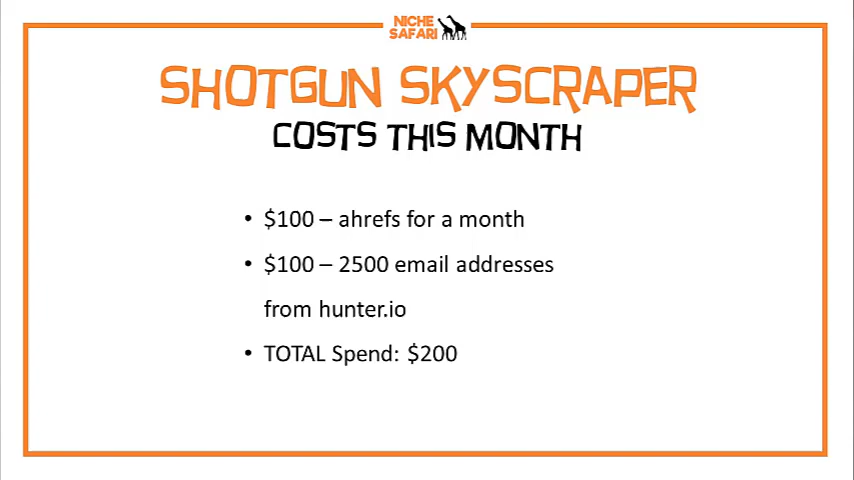 NICHE
SAFARI
SHOTGUN SKYSCRAPER
COSTS THIS MONTH
• $100 – ahrefs for a month
• $100 – 2500 email addresses
from hunter.io
• TOTAL Spend: $200